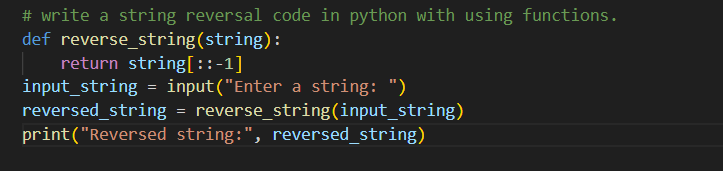 # write a string reversal code in python with using functions.
def reverse_string(string):
    return string[::-1]
input_string = input("Enter a string: ")
reversed_string = reverse_string(input_string)
print("Reversed string:", reversed_string)